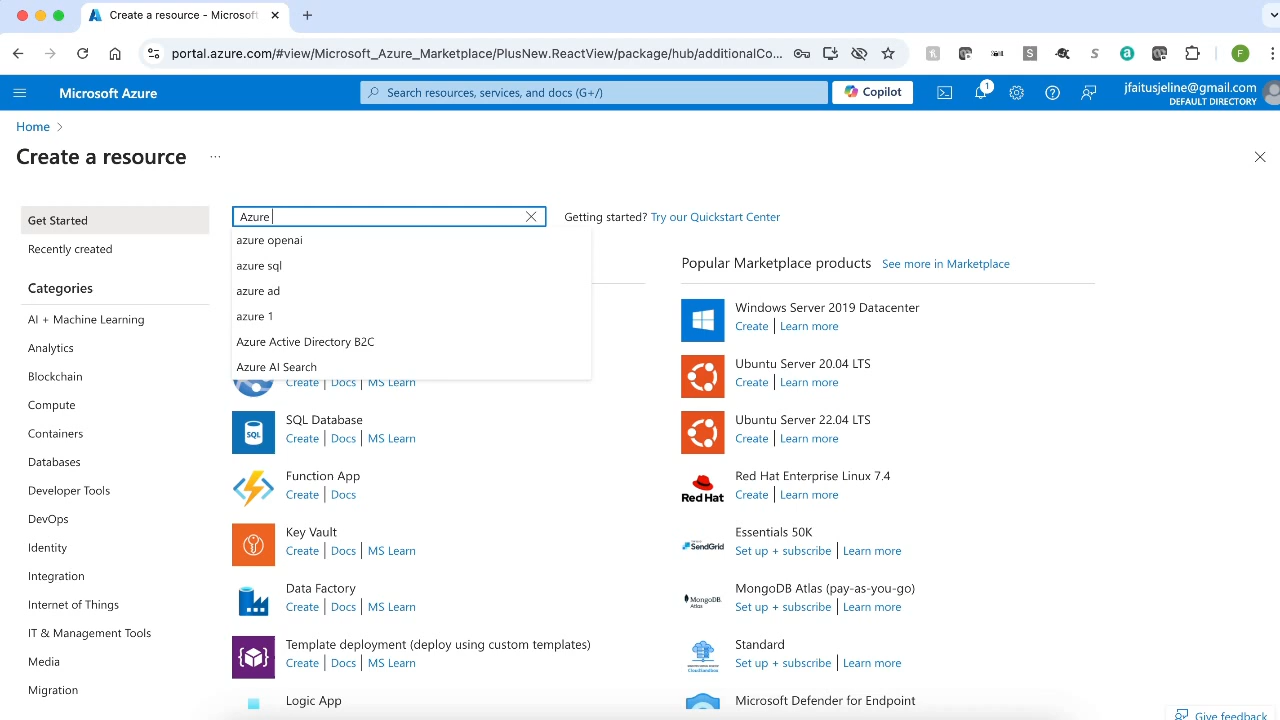 Create a resource - Microsoft
portal.azure.com/#view/Microsoft_Azure_Marketplace/PlusNew.ReactView/package/hub/additionalCo...
F
Microsoft Azure
Search resources, services, and docs (G+/)
Copilot
1
jfaitusjeline@gmail.com
DEFAULT DIRECTORY
Home
Create a resource
Get Started
Recently created
Categories
AI + Machine Learning
Analytics
Blockchain
Compute
Containers
Databases
Developer Tools
DevOps
Identity
Integration
Internet of Things
IT & Management Tools
Media
Migration
Azure
Getting started? Try our Quickstart Center
azure openai
azure sql
azure ad
azure 1
Azure Active Directory B2C
Azure AI Search
Create | Docs | MS Learn
SQL
SQL Database
Create | Docs | MS Learn
Function App
Create | Docs
Key Vault
Create | Docs | MS Learn
Data Factory
Create | Docs | MS Learn
Template deployment (deploy using custom templates)
Create | Docs | MS Learn
Logic App
Popular Marketplace products
See more in Marketplace
Windows Server 2019 Datacenter
Create | Learn more
Ubuntu Server 20.04 LTS
Create | Learn more
Ubuntu Server 22.04 LTS
Create | Learn more
Red Hat
Red Hat Enterprise Linux 7.4
Create | Learn more
SendGrid
Essentials 50K
Set up + subscribe | Learn more
MongoDB
Atlas
MongoDB Atlas (pay-as-you-go)
Set up + subscribe | Learn more
Standard
Set up + subscribe | Learn more
Microsoft Defender for Endpoint
Give feedback